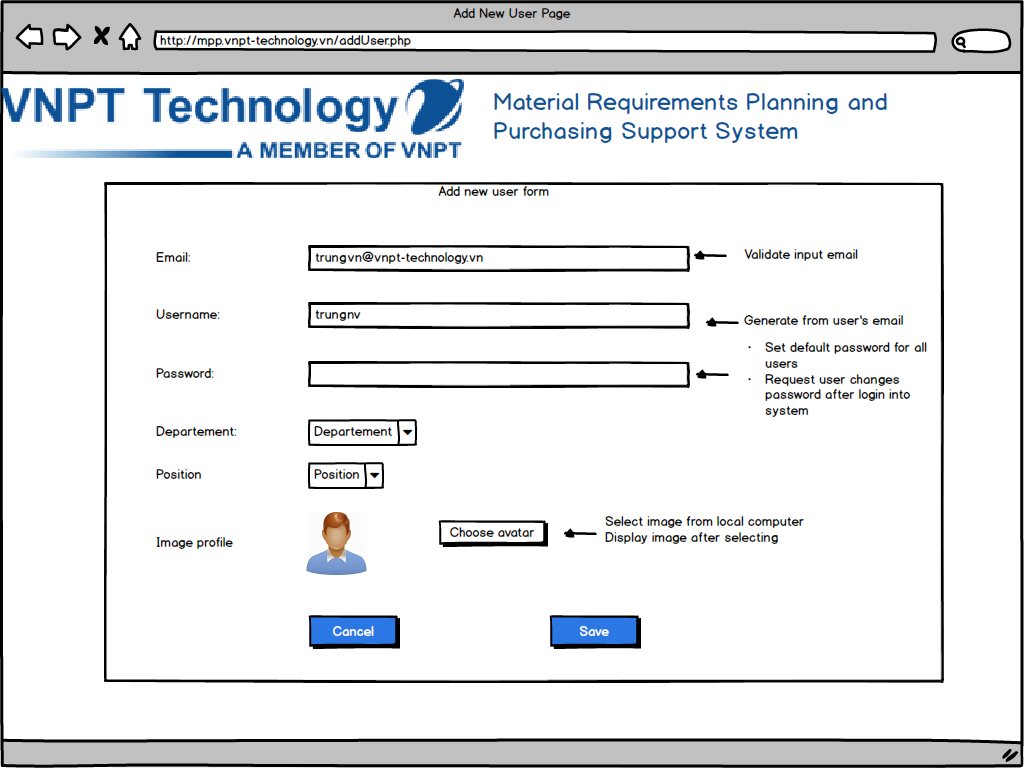 Add New User Page
http://mpp.vnpt-technology.vn/addUser.php
VNPT Technology
A MEMBER OF VNPT
Material Requirements Planning and
Purchasing Support System
Add new user form
Email:
trungvn@vnpt-technology.vn
Validate input email
Username:
trungnv
Generate from user's email
Password:
· Set default password for all
users
· Request user changes
password after login into
system
Departement:
Departement
Position
Position
Image profile
Choose avatar
Select image from local computer
Display image after selecting
Cancel
Save